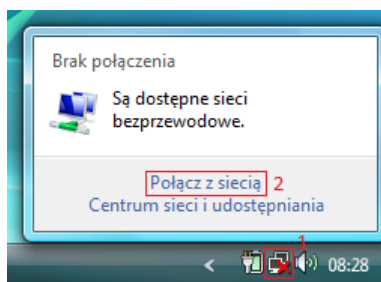 Brak połączenia
Są dostępne sieci
bezprzewodowe.
Połącz z siecią 2
Centrum sieci i udostępniania
1
< 08:28